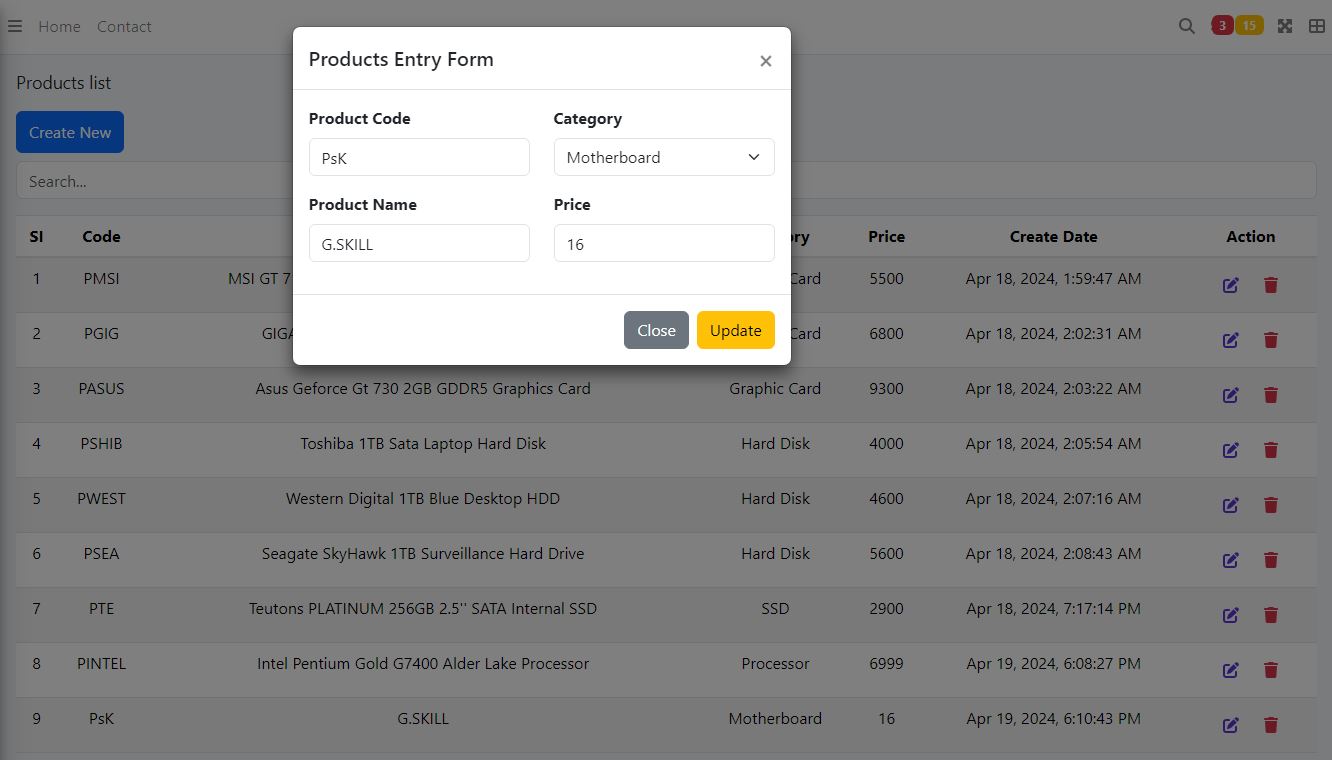 Home Contact 3 15
Products list
Create New
Search...
Products Entry Form ×
Product Code Category
PsK Motherboard
Product Name Price
G.SKILL 16
Close Update
Sl Code ry Price Create Date Action
1 PMSI MSI GT 7 Card 5500 Apr 18, 2024, 1:59:47 AM
2 PGIG GIGA Card 6800 Apr 18, 2024, 2:02:31 AM
3 PASUS Asus Geforce Gt 730 2GB GDDR5 Graphics Card Graphic Card 9300 Apr 18, 2024, 2:03:22 AM
4 PSHIB Toshiba 1TB Sata Laptop Hard Disk Hard Disk 4000 Apr 18, 2024, 2:05:54 AM
5 PWEST Western Digital 1TB Blue Desktop HDD Hard Disk 4600 Apr 18, 2024, 2:07:16 AM
6 PSEA Seagate SkyHawk 1TB Surveillance Hard Drive Hard Disk 5600 Apr 18, 2024, 2:08:43 AM
7 PTE Teutons PLATINUM 256GB 2.5'' SATA Internal SSD SSD 2900 Apr 18, 2024, 7:17:14 PM
8 PINTEL Intel Pentium Gold G7400 Alder Lake Processor Processor 6999 Apr 19, 2024, 6:08:27 PM
9 PsK G.SKILL Motherboard 16 Apr 19, 2024, 6:10:43 PM